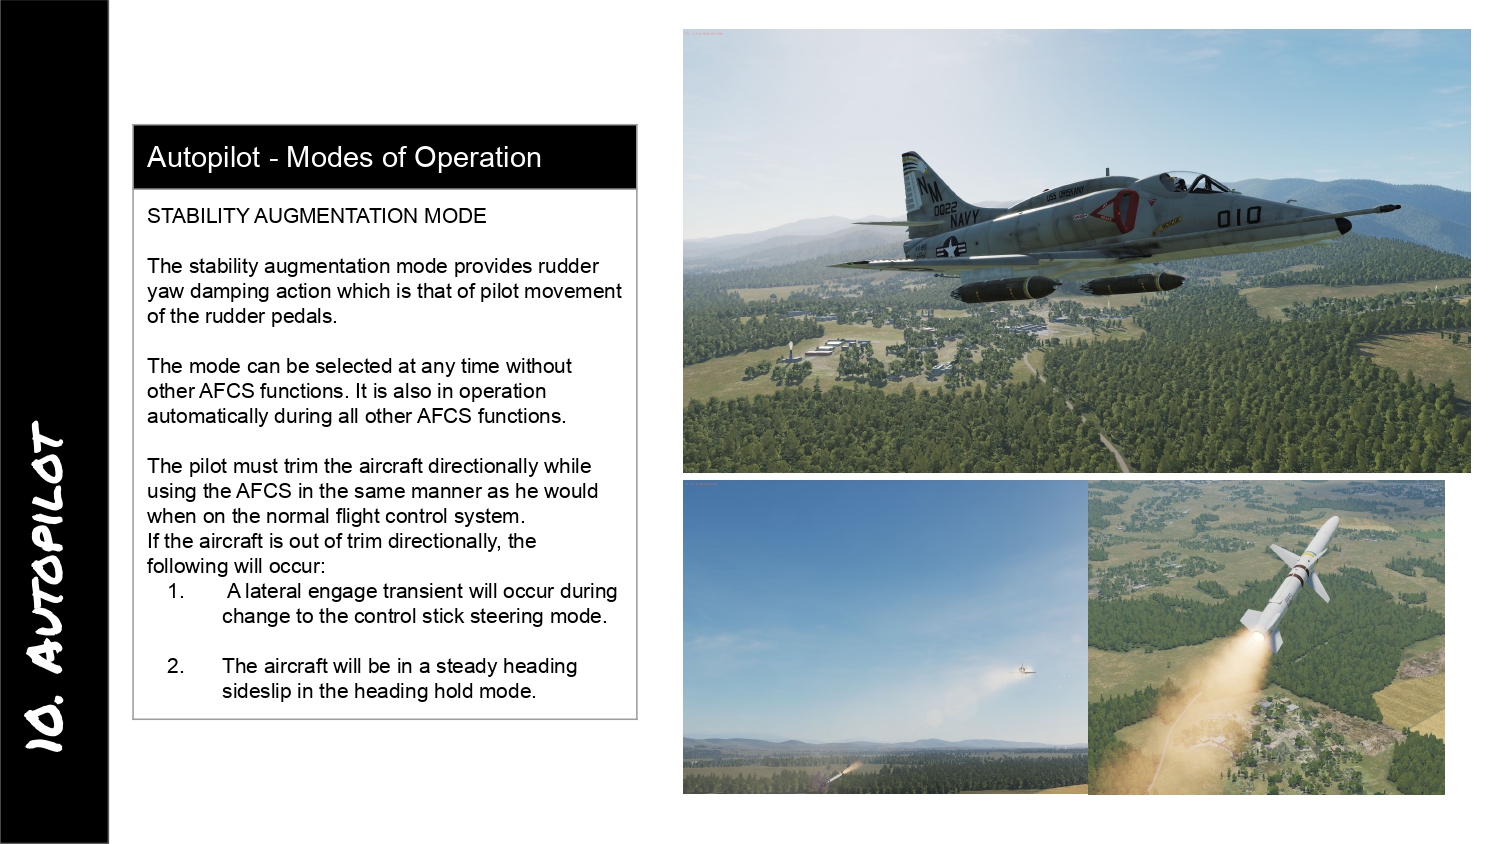 10. AUTOPILOT
Autopilot - Modes of Operation
STABILITY AUGMENTATION MODE
The stability augmentation mode provides rudder
yaw damping action which is that of pilot movement
of the rudder pedals.
The mode can be selected at any time without
other AFCS functions. It is also in operation
automatically during all other AFCS functions.
The pilot must trim the aircraft directionally while
using the AFCS in the same manner as he would
when on the normal flight control system.
If the aircraft is out of trim directionally, the
following will occur:
1. A lateral engage transient will occur during
change to the control stick steering mode.
2. The aircraft will be in a steady heading
sideslip in the heading hold mode.
NM
0022
NAVY
USS ORISKANY
RESCUE
010